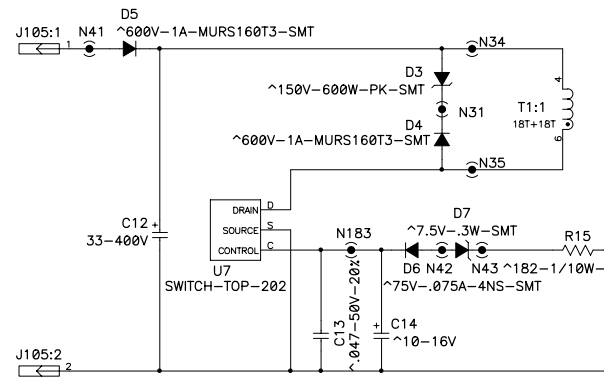 D5
J105:1
N41
^600V-1A-MURS160T3-SMT
1
N34
D3
^150V-600W-PK-SMT
4
T1:1
18T+18T
N31
D4
^600V-1A-MURS160T3-SMT
6
N35
DRAIN
D
SOURCE
S
CONTROL
C
C12
+
33-400V
N183
D7
^7.5V-.3W-SMT
R15
U7
SWITCH-TOP-202
D6
N42
N43
^182-1/10W-
^75V-.075A-4NS-SMT
C13
^.047-50V-20%
+
C14
^10-16V
J105:2
2